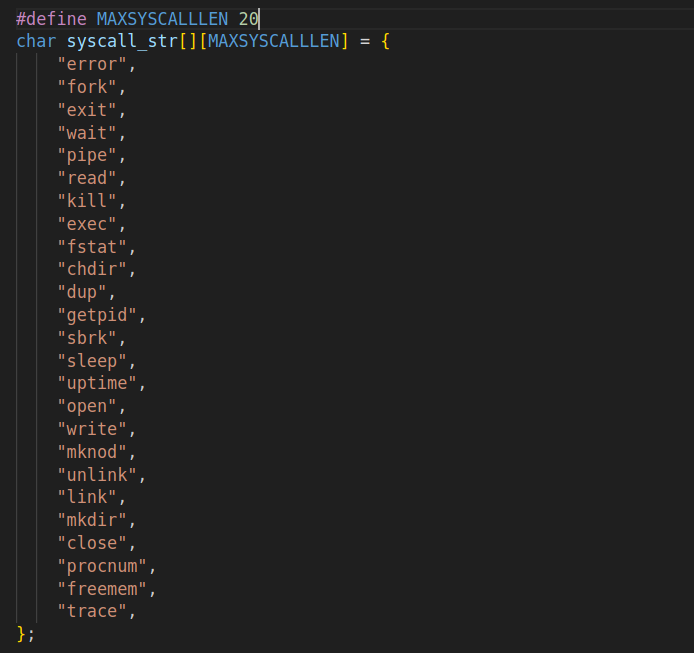 #define MAXSYSCALLLEN 20
char syscall_str[][MAXSYSCALLLEN] = {
    "error",
    "fork",
    "exit",
    "wait",
    "pipe",
    "read",
    "kill",
    "exec",
    "fstat",
    "chdir",
    "dup",
    "getpid",
    "sbrk",
    "sleep",
    "uptime",
    "open",
    "write",
    "mknod",
    "unlink",
    "link",
    "mkdir",
    "close",
    "procnum",
    "freemem",
    "trace",
};